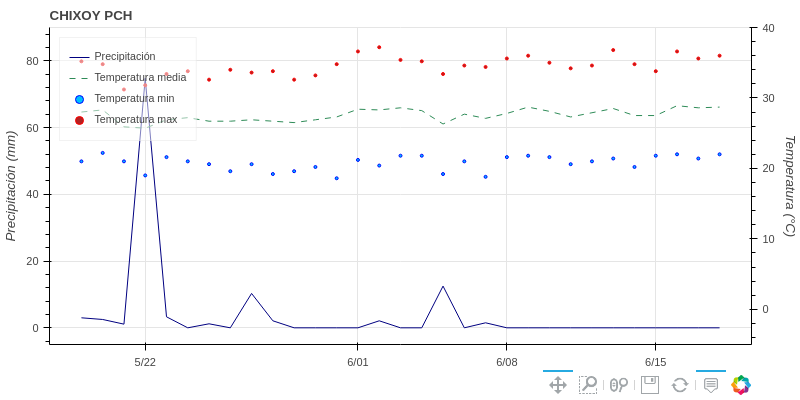 CHIXOY PCH
Precipitación
Temperatura media
Temperatura min
Temperatura max
Precipitación (mm)
80
60
40
20
0
Temperatura (°C)
40
30
20
10
0
5/22
6/01
6/08
6/15